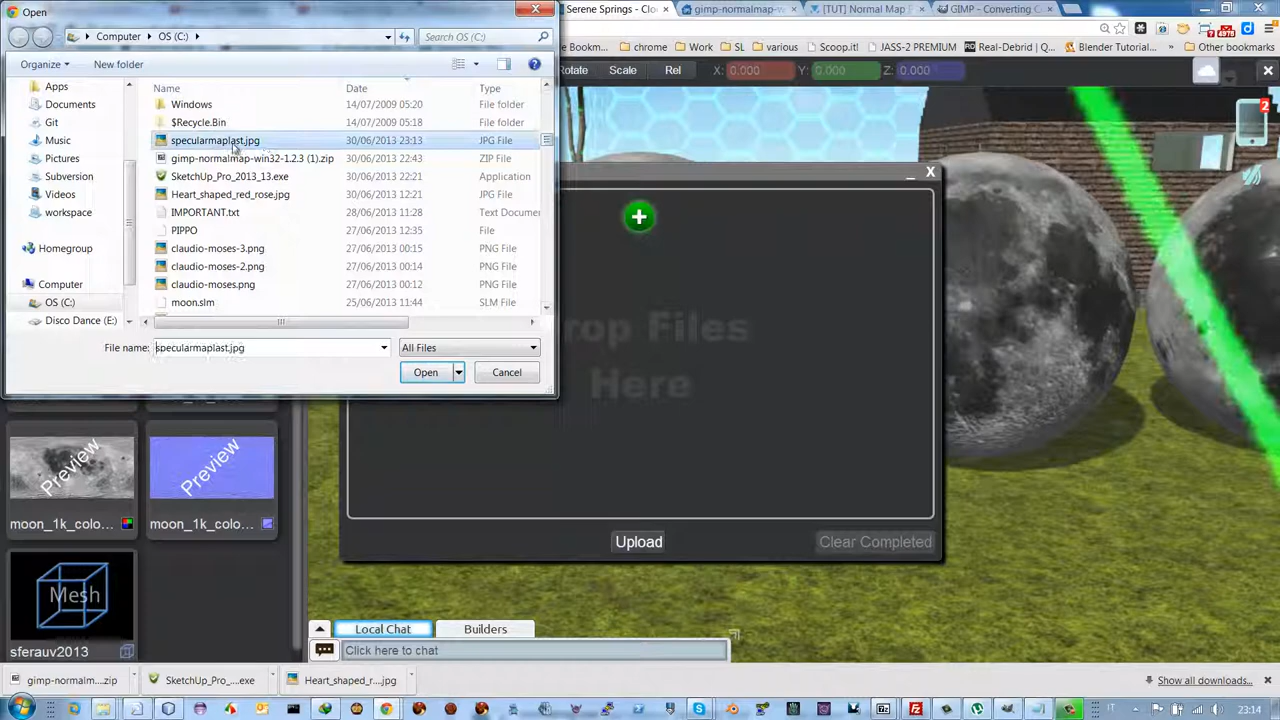 Open
Serene Springs - Clo
gimp-normalmap-w
[TUT] Normal Map F
GIMP - Converting C
Computer
OS (C:)
Search OS (C:)
Bookm...
chrome
Work
SL
various
Scoop.it!
JASS-2 PREMIUM
Real-Debrid | Q...
Blender Tutorial...
Other bookmarks
Organize
New folder
Rotate
Scale
Rel
X:
0.000
Y:
0.000
Z:
0.000
Apps
Documents
Git
Music
Pictures
Subversion
Videos
workspace
Homegroup
Computer
OS (C:)
Disco Dance (E:)
Name
Date
Type
Windows
14/07/2009 05:20
File folder
$Recycle.Bin
14/07/2009 05:18
File folder
specularmaplast.jpg
30/06/2013 23:13
JPG File
gimp-normalmap-win32-1.2.3 (1).zip
30/06/2013 22:43
ZIP File
SketchUp_Pro_2013_13.exe
30/06/2013 22:21
Application
Heart_shaped_red_rose.jpg
30/06/2013 12:21
JPG File
IMPORTANT.txt
28/06/2013 11:28
Text Docume
PIPPO
27/06/2013 12:35
File
claudio-moses-3.png
27/06/2013 00:15
PNG File
claudio-moses-2.png
27/06/2013 00:14
PNG File
claudio-moses.png
27/06/2013 00:12
PNG File
moon.slm
25/06/2013 11:44
SLM File
File name:
specularmaplast.jpg
All Files
Open
Cancel
2
rop Files
Here
Upload
Clear Completed
Preview
moon_1k_colo...
Preview
moon_1k_colo...
Mesh
sferauv2013
Local Chat
Builders
Click here to chat
gimp-normalm....zip
SketchUp_Pro_....exe
Heart_shaped_r....jpg
Show all downloads...
IT
23:14